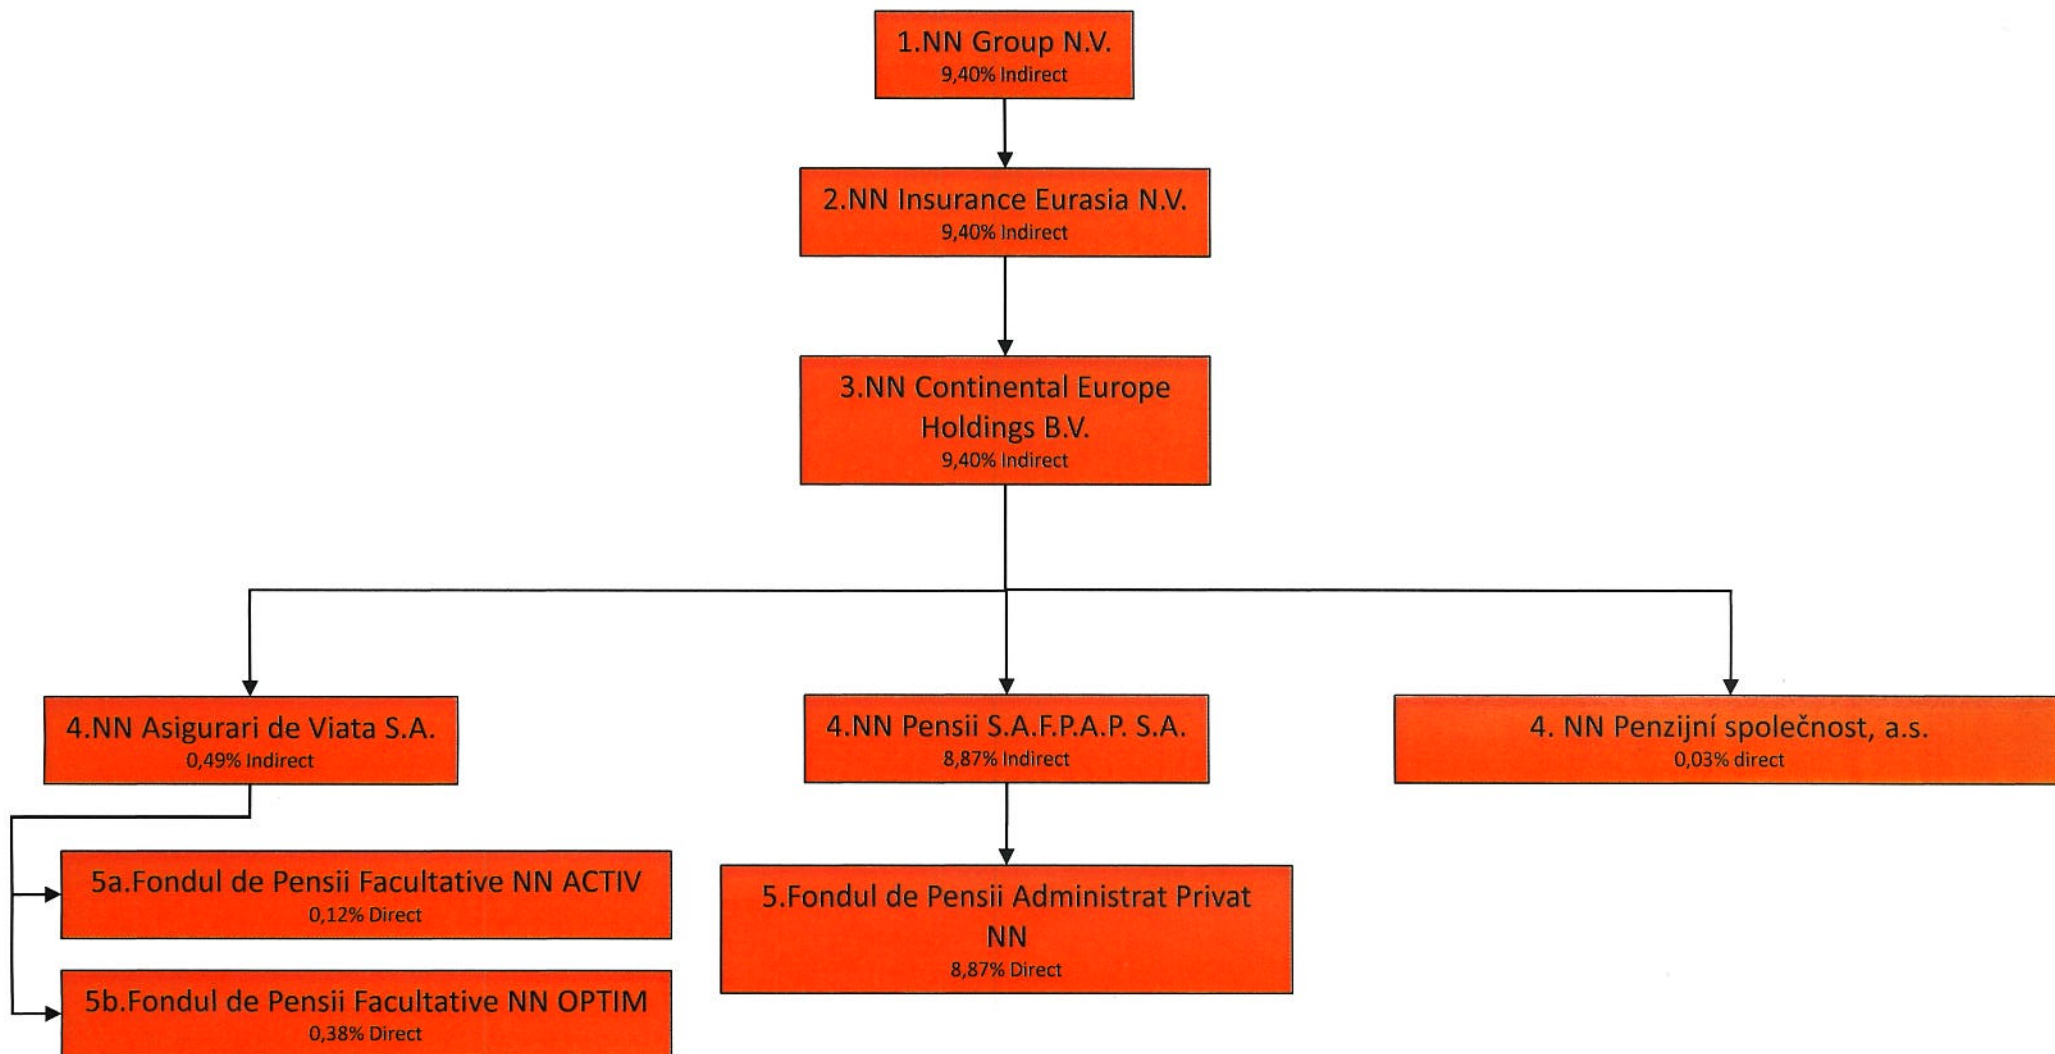 1.NN Group N.V.
9,40% Indirect
2.NN Insurance Eurasia N.V.
9,40% Indirect
3.NN Continental Europe
Holdings B.V.
9,40% Indirect
4.NN Asigurari de Viata S.A.
0,49% Indirect
4.NN Pensii S.A.F.P.A.P. S.A.
8,87% Indirect
4. NN Penzijní společnost, a.s.
0,03% direct
5a.Fondul de Pensii Facultative NN ACTIV
0,12% Direct
5.Fondul de Pensii Administrat Privat
NN
8,87% Direct
5b.Fondul de Pensii Facultative NN OPTIM
0,38% Direct